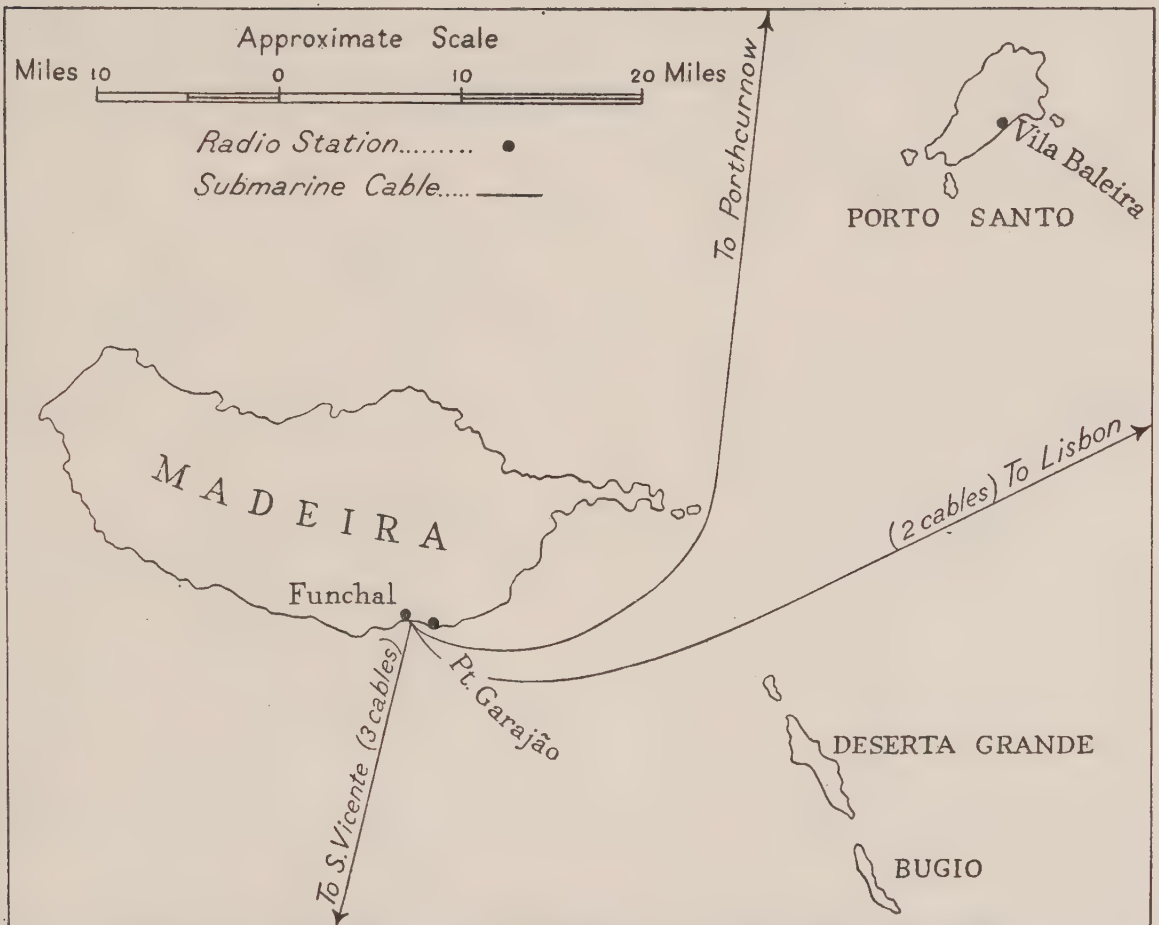 Approximate Scale
Miles 10 0 10 20 Miles
Radio Station......... ●
Submarine Cable.....
To Porthcurnow
Vila Baleira
PORTO SANTO
MADEIRA
(2 cables) To Lisbon
Funchal
Pt. Garajão
To S. Vicente (3 cables)
DESERTA GRANDE
BUGIO